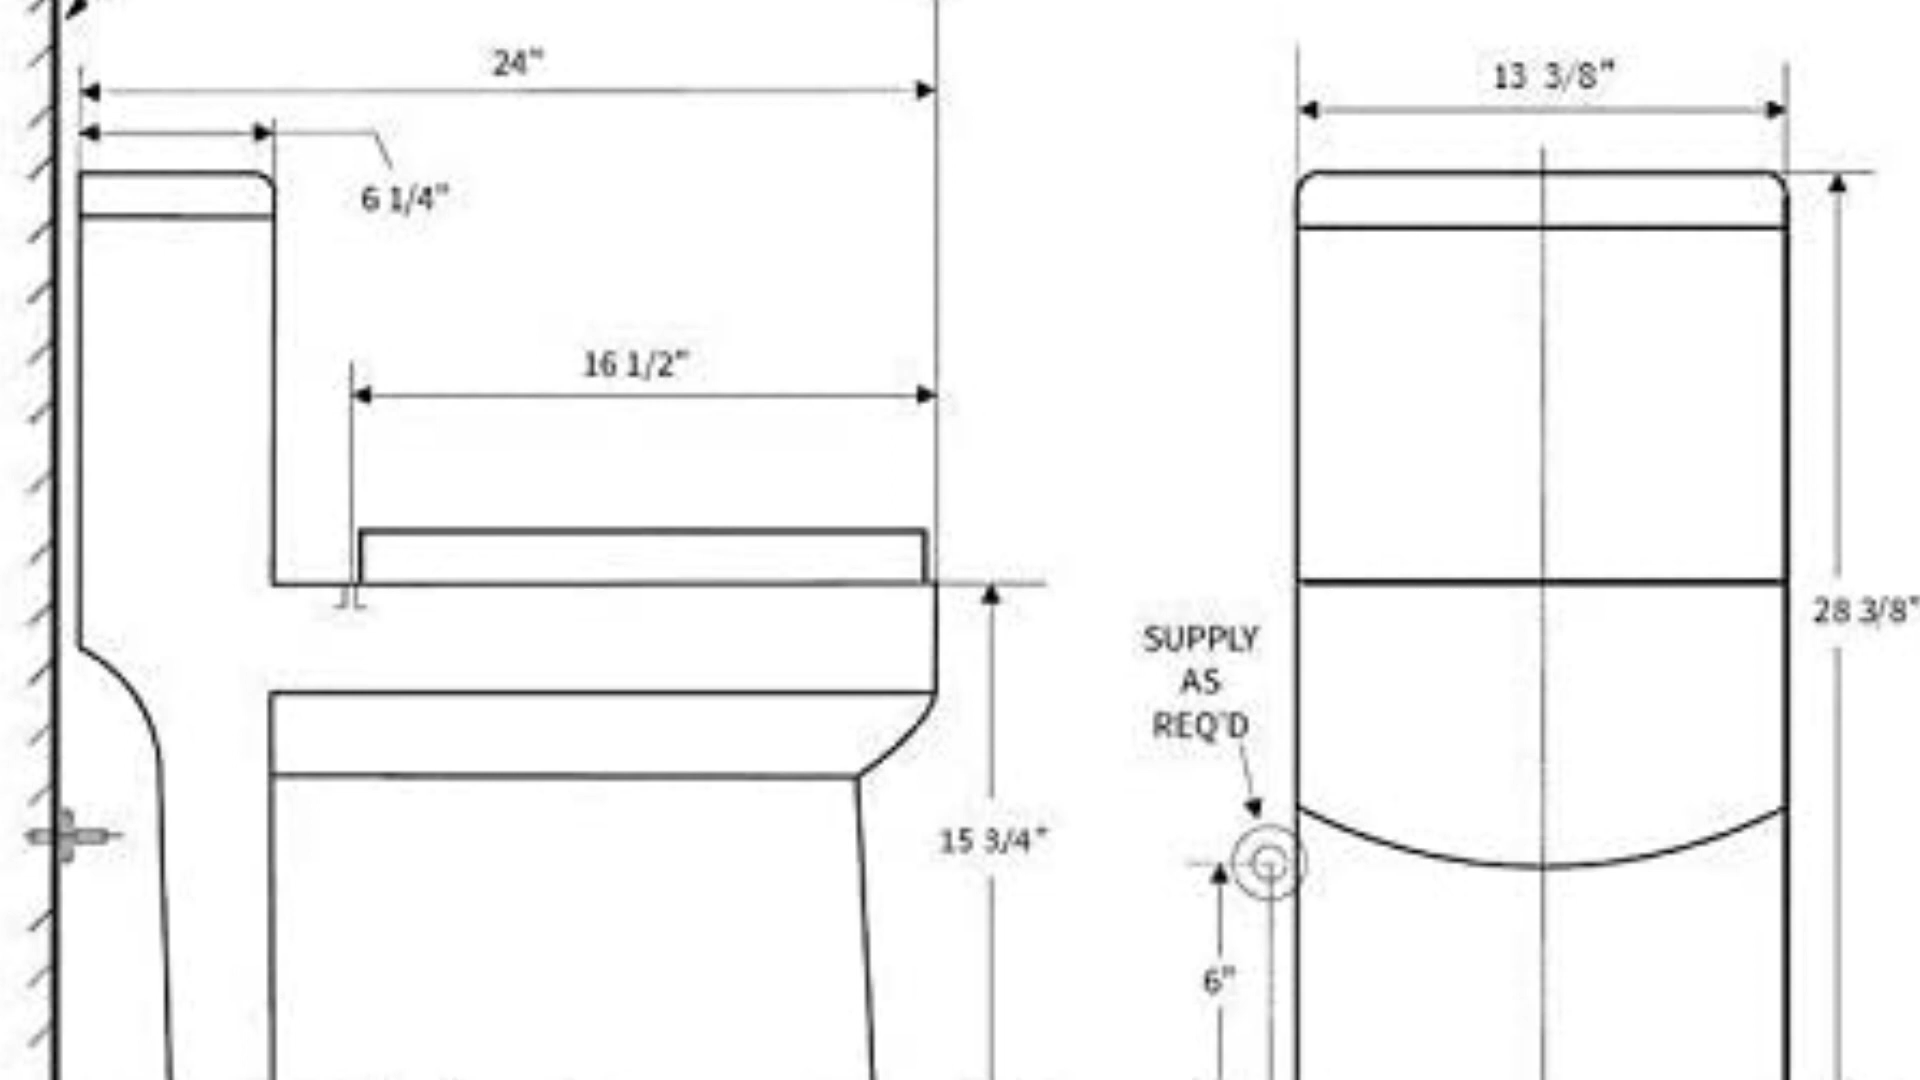 24"
6 1/4"
16 1/2"
15 3/4"
13 3/8"
28 3/8"
SUPPLY
AS
REQ'D
6"